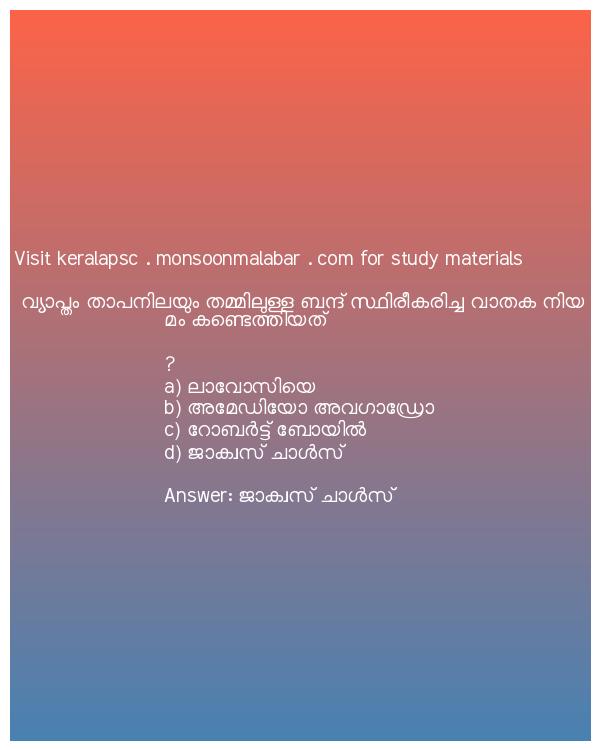 Visit keralapsc . monsoonmalabar . com for study materials
വ്യാപ്തം താപനിലയും തമ്മിലുള്ള ബന്ദ് സ്ഥിരീകരിച്ച വാതക നിയ
മം കണ്ടെത്തിയത്
?
a) ലാവോസിയെ
b) അമേഡിയോ അവഗാഡ്രോ
c) റോബർട്ട് ബോയിൽ
d) ജാക്വസ് ചാൾസ്
Answer: ജാക്വസ് ചാൾസ്